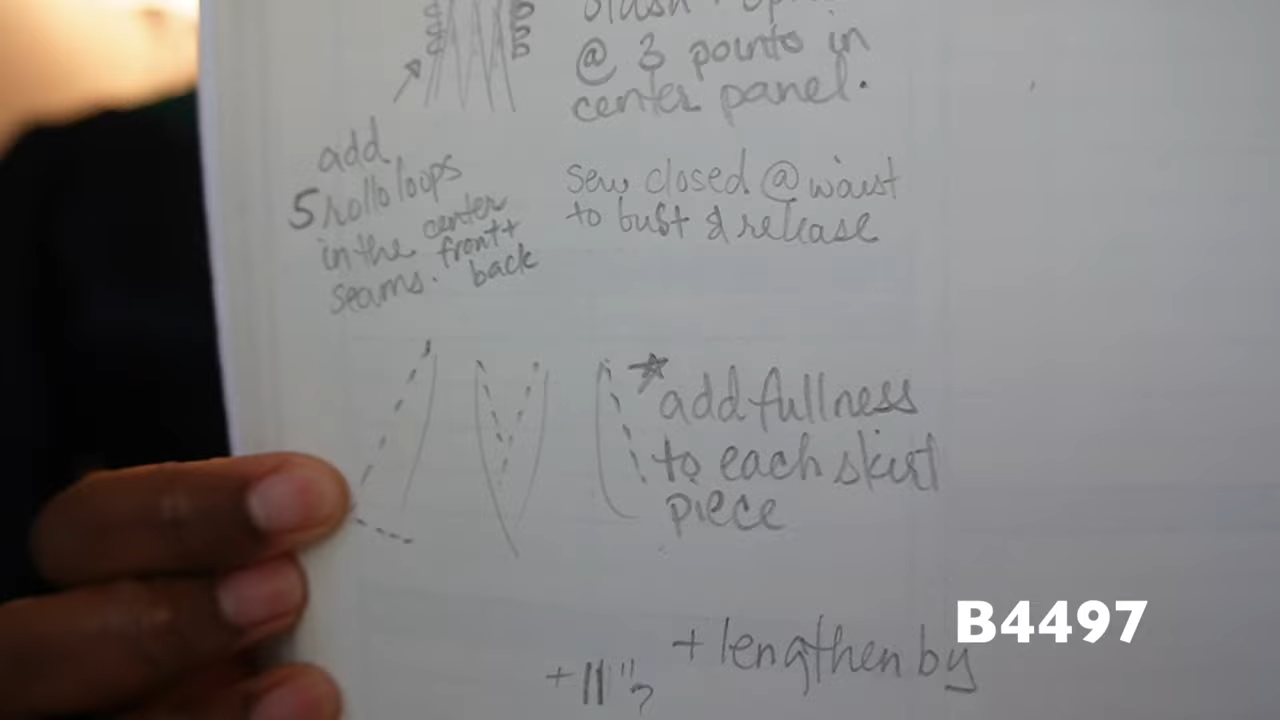 @ 3 points in
center panel.
add
5 rollo loops
in the center
front +
seams. back
sew closed @ waist
to bust & release
add fullness
to each skirt
piece
B4497
+ lengthen by
+11"?